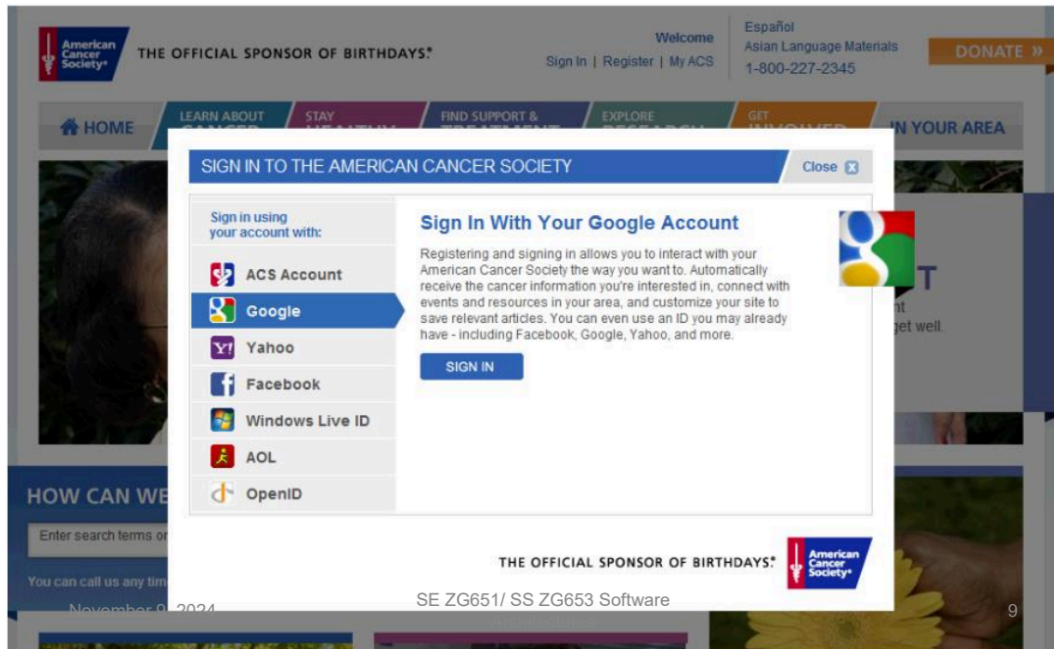 American
Cancer
Society
THE OFFICIAL SPONSOR OF BIRTHDAYS.
Welcome
Sign In | Register | My ACS
Español
Asian Language Materials
1-800-227-2345
DONATE »
HOME
LEARN ABOUT
CANCER
STAY
HEALTHY
FIND SUPPORT &
TREATMENT
EXPLORE
RESEARCH
GET
INVOLVED
IN YOUR AREA
SIGN IN TO THE AMERICAN CANCER SOCIETY
Close
Sign in using
your account with:
ACS Account
Google
Yahoo
Facebook
Windows Live ID
AOL
OpenID
Sign In With Your Google Account
Registering and signing in allows you to interact with your
American Cancer Society the way you want to. Automatically
receive the cancer information you're interested in, connect with
events and resources in your area, and customize your site to
save relevant articles. You can even use an ID you may already
have - including Facebook, Google, Yahoo, and more.
SIGN IN
get well.
HOW CAN WE
Enter search terms or
You can call us any tim
THE OFFICIAL SPONSOR OF BIRTHDAYS.
American
Cancer
Society
November 9, 2024
SE ZG651/ SS ZG653 Software
Architectures
9